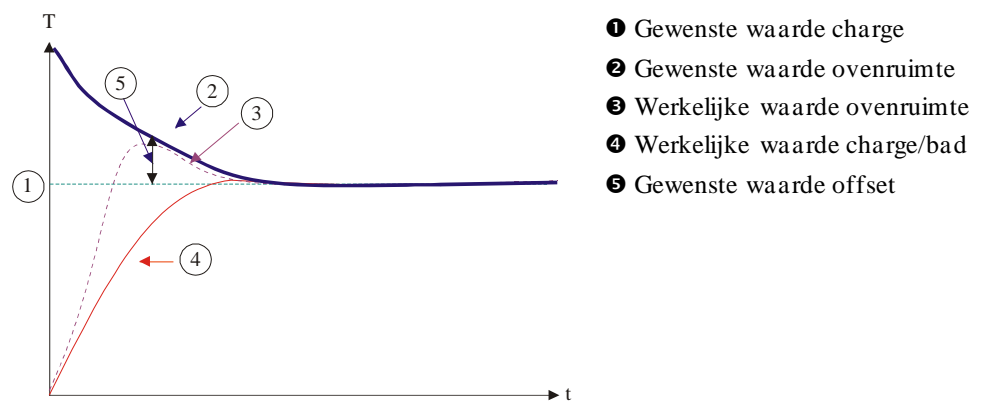 T
❶ Gewenste waarde charge
❷ Gewenste waarde ovenruimte
❸ Werkelijke waarde ovenruimte
❹ Werkelijke waarde charge/bad
❺ Gewenste waarde offset
5
2
3
1
4
t